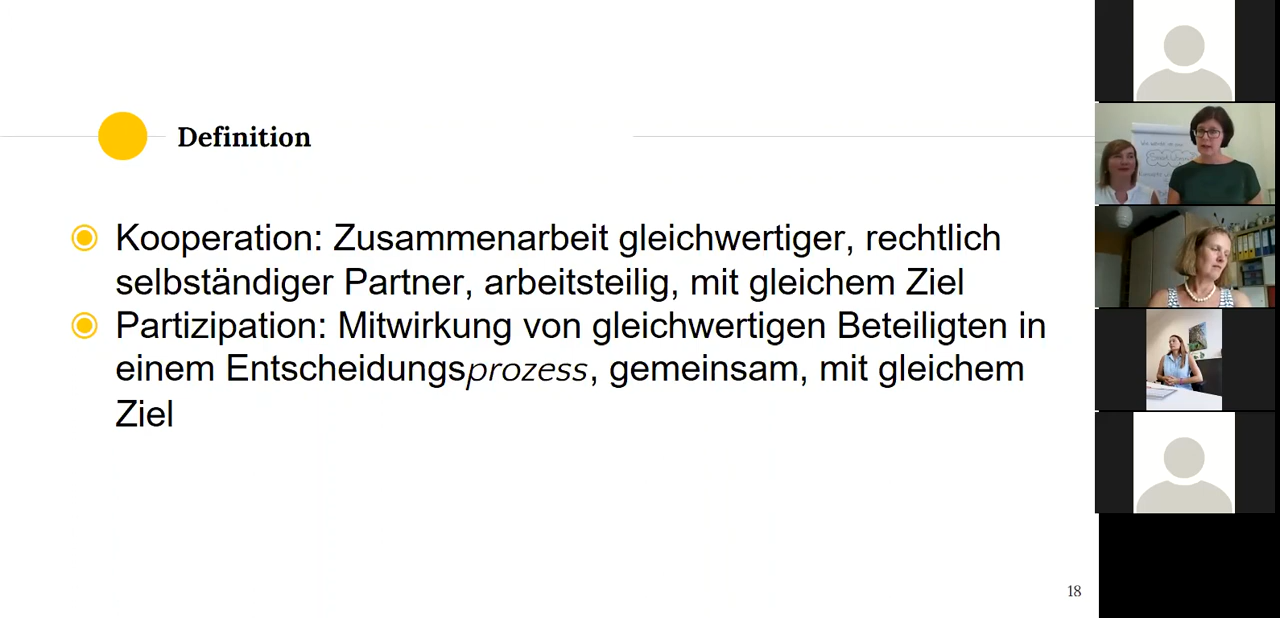 Definition
Kooperation: Zusammenarbeit gleichwertiger, rechtlich
selbständiger Partner, arbeitsteilig, mit gleichem Ziel
Partizipation: Mitwirkung von gleichwertigen Beteiligten in
einem Entscheidungsprozess, gemeinsam, mit gleichem
Ziel
18